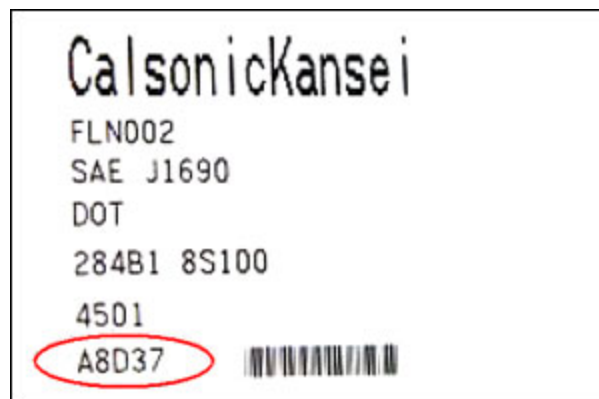 CalsonicKansei
FLN002
SAE J1690
DOT
284B1 8S100
4501
A8D37